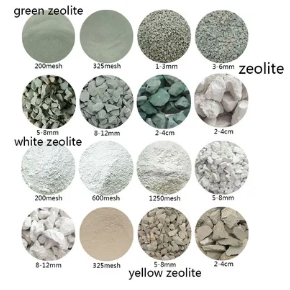 green zeolite
200mesh 325mesh 1-3mm 3-6mm
zeolite
5-8mm 8-12mm 2-4cm 2-4cm
white zeolite
200mesh 600mesh 1250mesh 5-8mm
8-12mm 325mesh 5-8mm 2-4cm
yellow zeolite